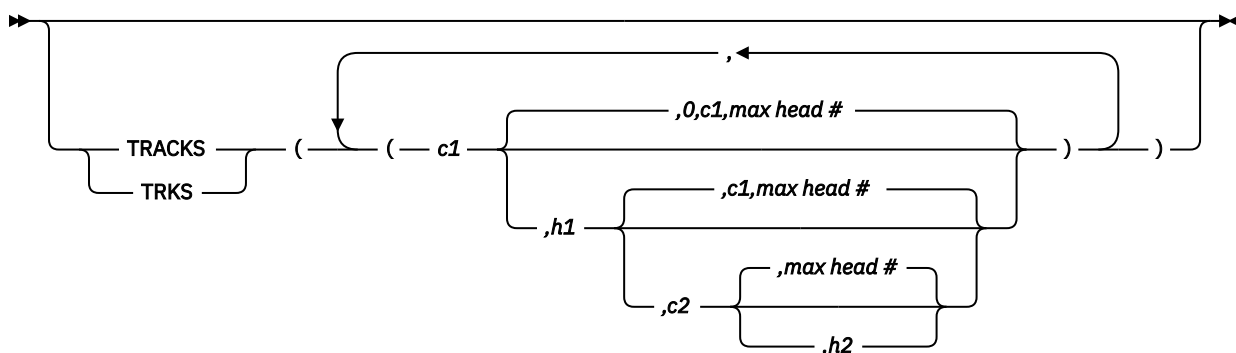 ,
,0,c1,max head #
TRACKS ( ( c1 ) )
TRKS
,c1,max head #
,h1
,max head #
,c2
,h2